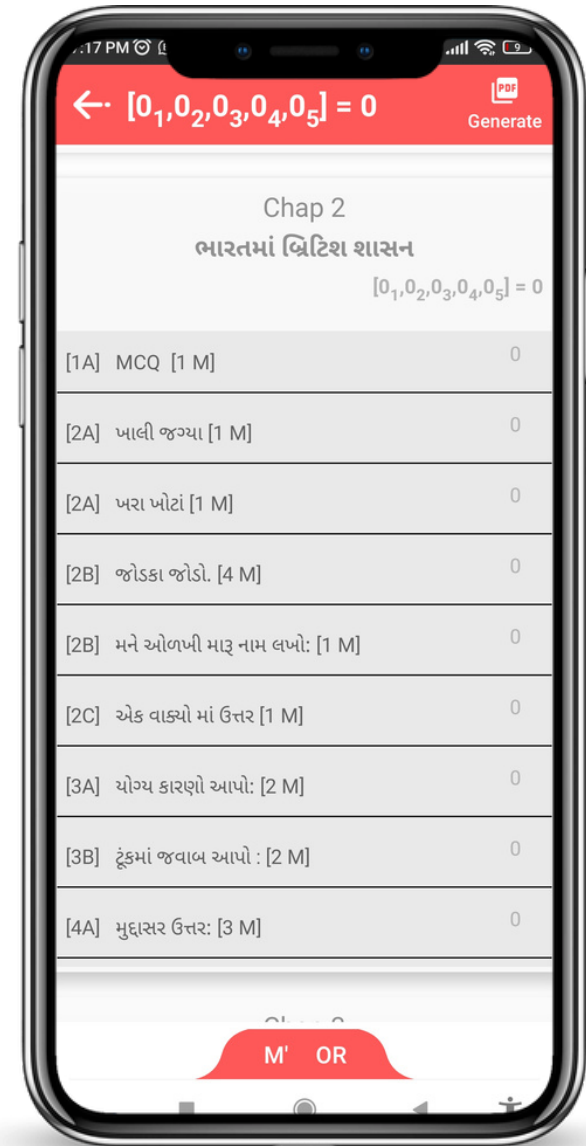 :17 PM
9
[0₁,0₂,0₃,0₄,0₅] = 0
PDF
Generate
Chap 2
ભારતમાં બ્રિટિશ શાસન
[0₁,0₂,0₃,0₄,0₅] = 0
[1A] MCQ [1 M] 0
[2A] ખાલી જગ્યા [1 M] 0
[2A] ખરા ખોટાં [1 M] 0
[2B] જોડકા જોડો. [4 M] 0
[2B] મને ઓળખી મારૂ નામ લખો: [1 M] 0
[2C] એક વાક્યો માં ઉત્તર [1 M] 0
[3A] યોગ્ય કારણો આપો: [2 M] 0
[3B] ટૂંકમાં જવાબ આપો : [2 M] 0
[4A] મુદ્દાસર ઉત્તર: [3 M] 0
M' OR